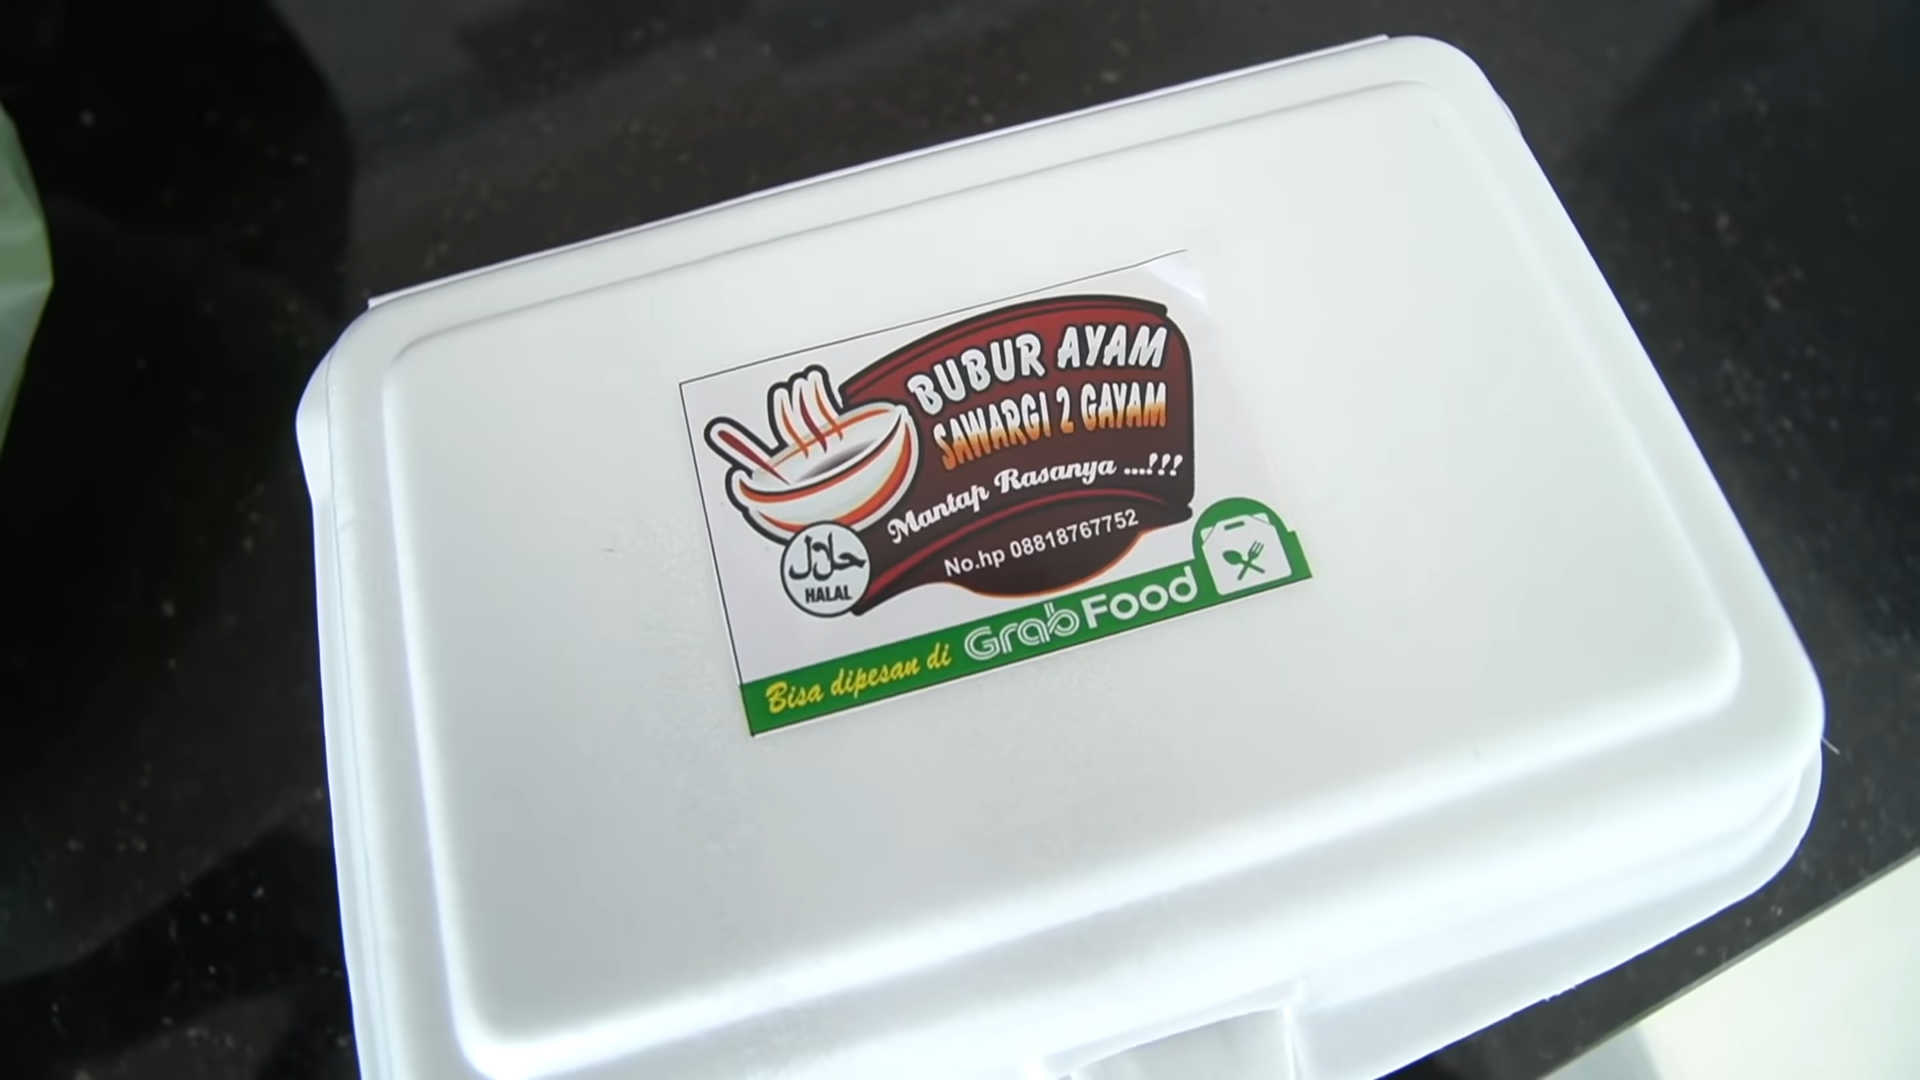 BUBUR AYAM
SAWARGI 2 GAYAM
Mantap Rasanya ...!!!
No.hp 08818767752
حلال
HALAL
Bisa dipesan di GrabFood